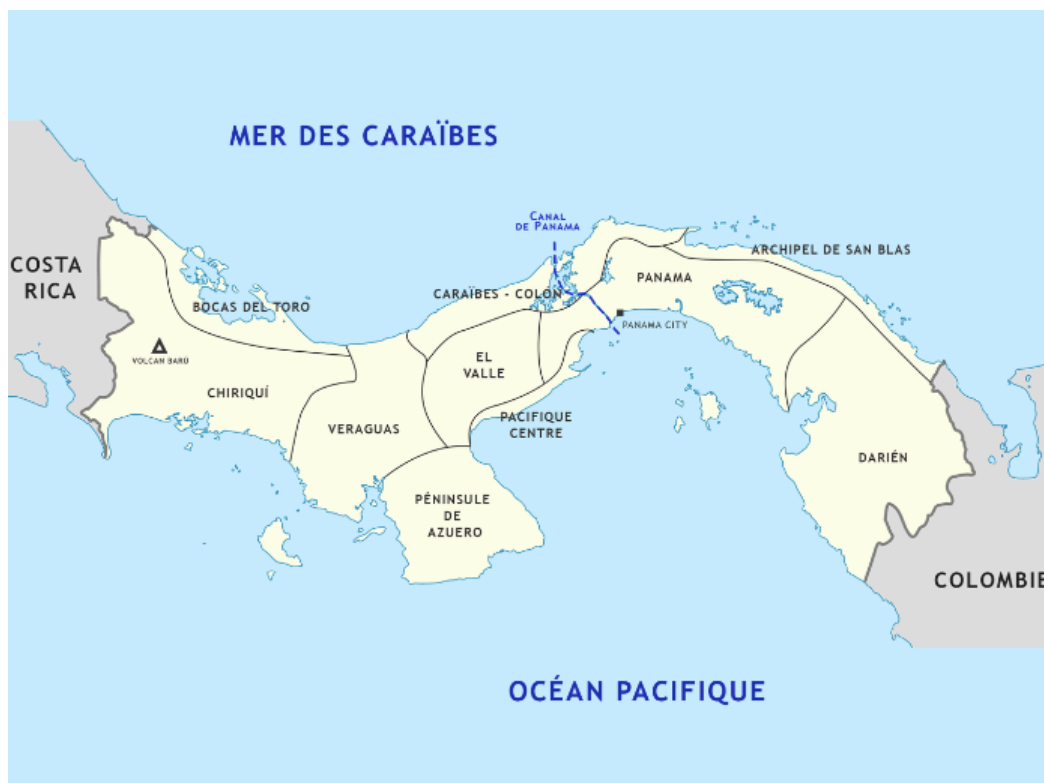 MER DES CARAÏBES
CANAL
DE PANAMA
COSTA
RICA
ARCHIPEL DE SAN BLAS
PANAMA
CARAÏBES - COLÓN
BOCAS DEL TORO
PANAMA CITY
VOLCAN BARÚ
EL
VALLE
CHIRIQUÍ
PACIFIQUE
CENTRE
VERAGUAS
DARIÉN
PÉNINSULE
DE
AZUERO
COLOMBIE
OCÉAN PACIFIQUE